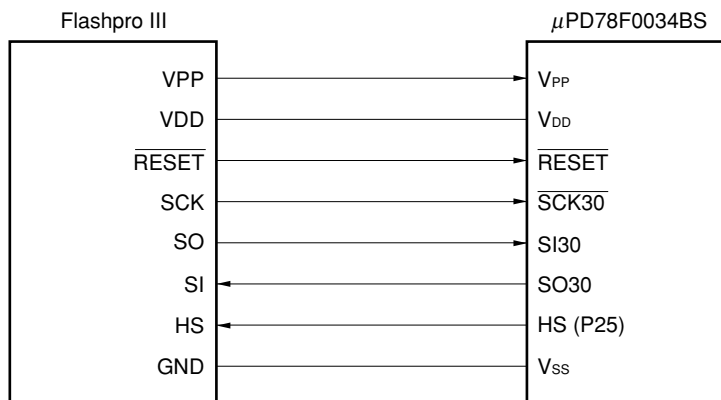 Flashpro III
μPD78F0034BS
VPP
VPP
VDD
VDD
RESET
RESET
SCK
SCK30
SO
SI30
SI
SO30
HS
HS (P25)
GND
VSS